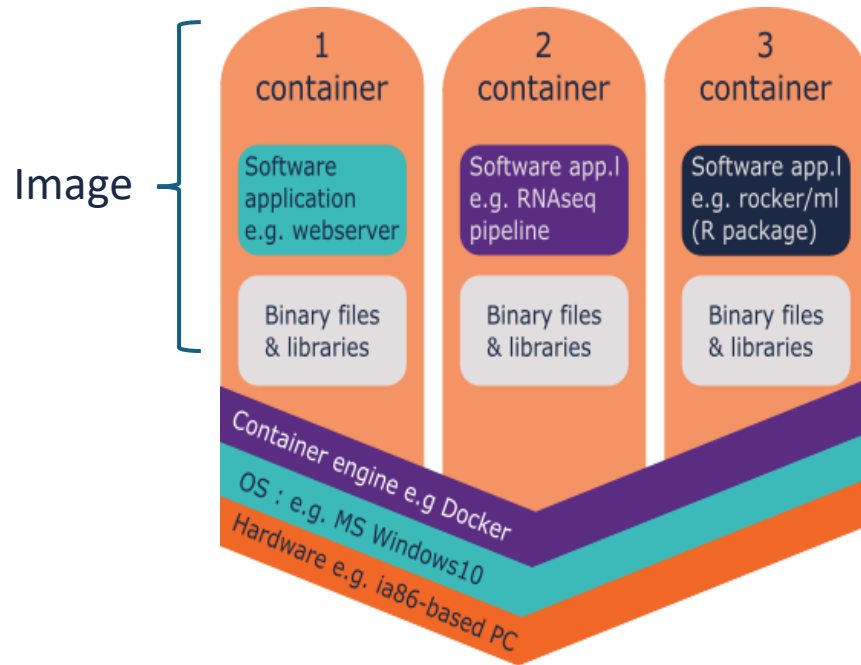 Image
1
container
Software
application
e.g. webserver
Binary files
& libraries
2
container
Software app.l
e.g. RNAseq
pipeline
Binary files
& libraries
3
container
Software app.l
e.g. rocker/ml
(R package)
Binary files
& libraries
Container engine e.g Docker
OS : e.g. MS Windows10
Hardware e.g. ia86-based PC